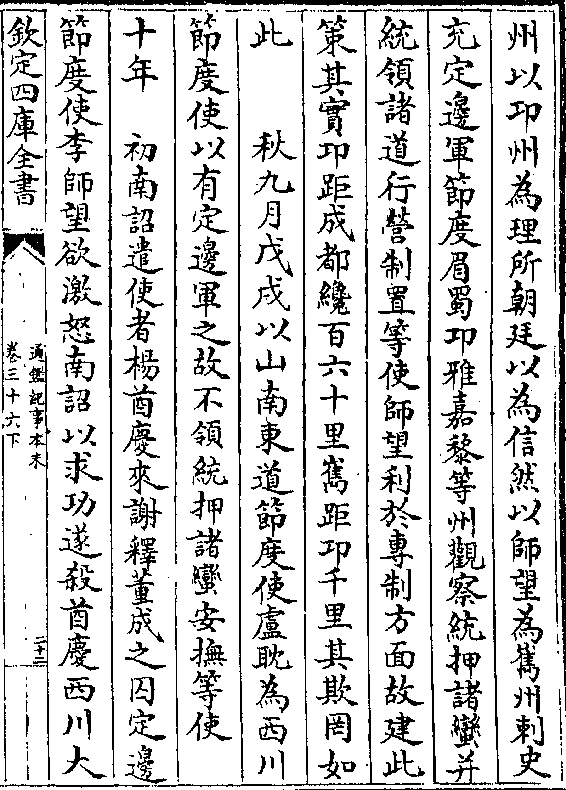 州以卭州為理所朝廷以為信然以師望為嶲州刺史
充定邊軍節度眉蜀卭雅嘉黎等州觀察統押諸蠻并
統領諸道行營制置等使師望利於專制方面故建此
策其實卭距成都纔百六十里嶲距卭千里其欺罔如
此　　秋九月戊戌以山南東道節度使盧耽為西川
節度使以有定邊軍之故不領統押諸蠻安撫等使
十年　　初南詔遣使者楊酋慶來謝釋董成之囚定邊
節度使李師望欲激怒南詔以求功遂殺酋慶西川大
欽定四庫全書
通鑑記事本末
卷三十六下
二十二